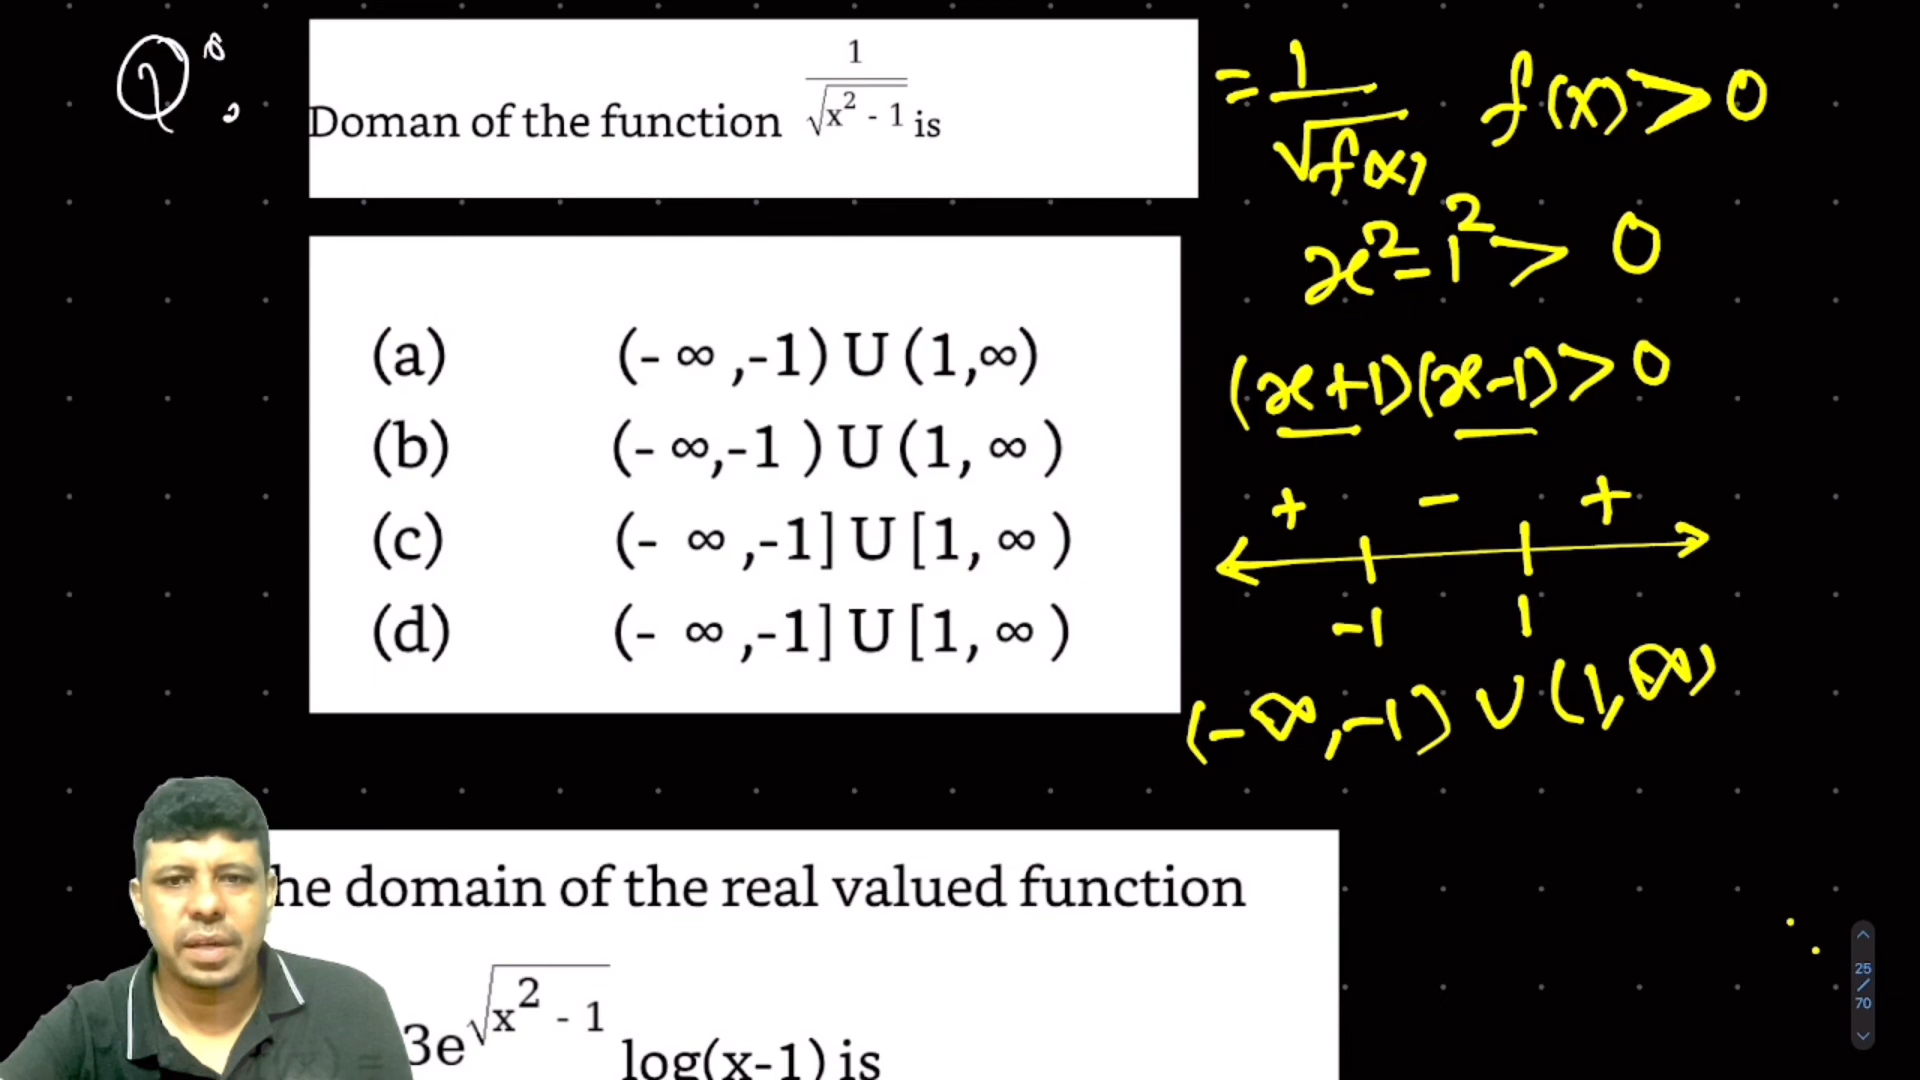 Q:
Doman of the function 1/√(x² - 1) is
(a) (- ∞ ,-1) U (1,∞)
(b) (- ∞,-1 ) U (1, ∞ )
(c) (- ∞ ,-1] U [1, ∞ )
(d) (- ∞ ,-1] U [1, ∞ )
= 1/√f(x) f(x) > 0
x² - 1² > 0
(x+1)(x-1) > 0
+ - +
-1 1
(-∞,-1) ∪ (1,∞)
he domain of the real valued function
(x) = 3e^√(x² - 1) log(x-1) is
25
/
70